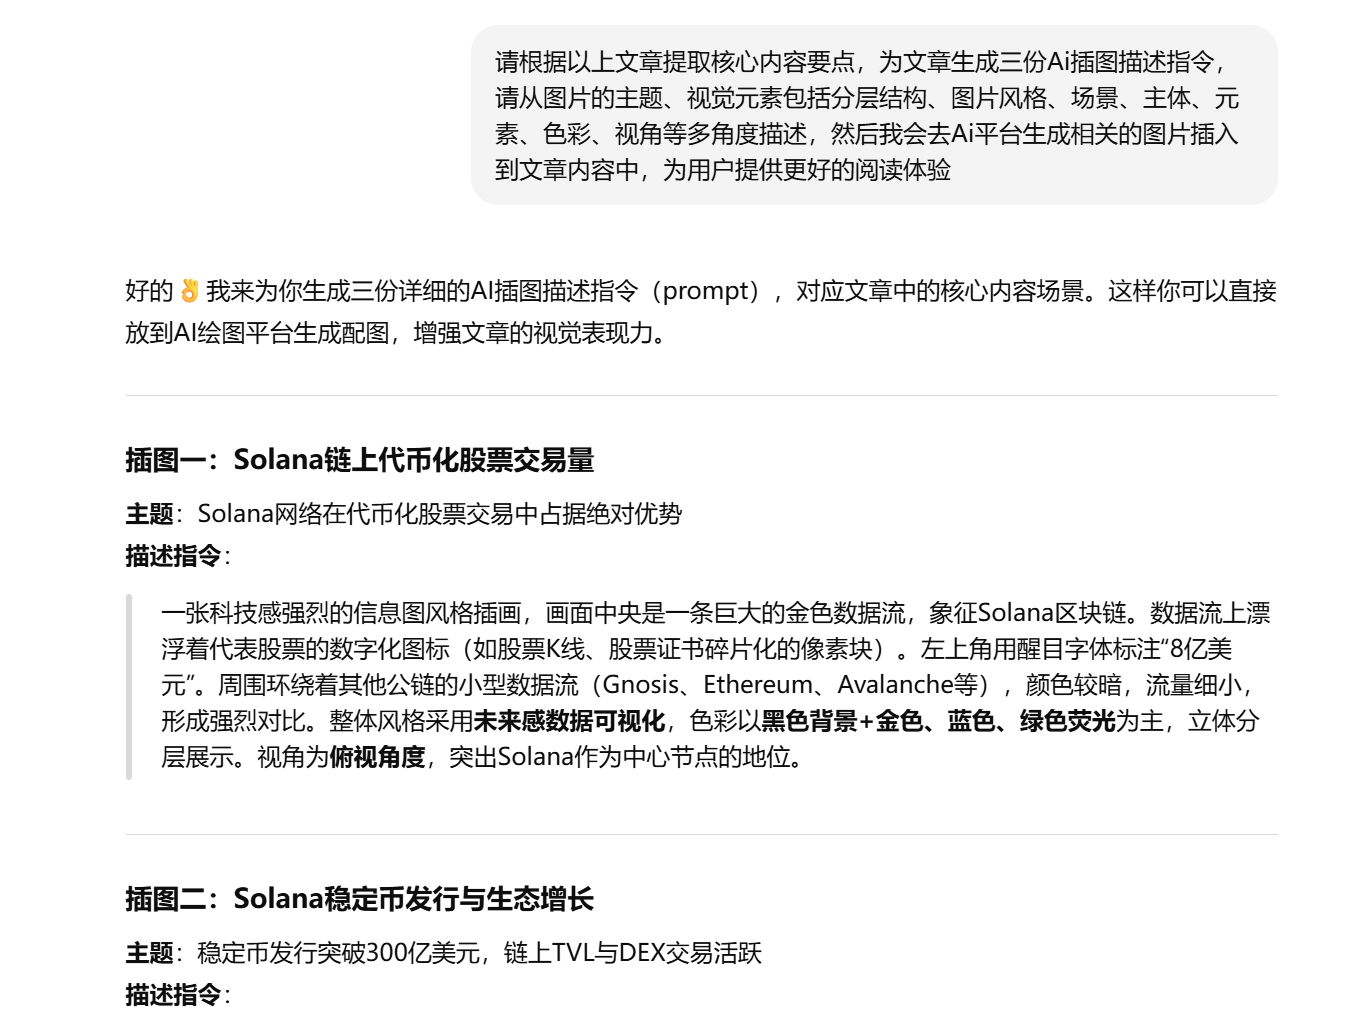 请根据以上文章提取核心内容要点，为文章生成三份Ai插图描述指令，
请从图片的主题、视觉元素包括分层结构、图片风格、场景、主体、元
素、色彩、视角等多角度描述，然后我会去Ai平台生成相关的图片插入
到文章内容中，为用户提供更好的阅读体验
好的👌我来为你生成三份详细的AI插图描述指令（prompt），对应文章中的核心内容场景。这样你可以直接
放到AI绘图平台生成配图，增强文章的视觉表现力。
插图一：Solana链上代币化股票交易量
主题：Solana网络在代币化股票交易中占据绝对优势
描述指令：
一张科技感强烈的信息图风格插画，画面中央是一条巨大的金色数据流，象征Solana区块链。数据流上漂
浮着代表股票的数字化图标（如股票K线、股票证书碎片化的像素块）。左上角用醒目字体标注“8亿美
元”。周围环绕着其他公链的小型数据流（Gnosis、Ethereum、Avalanche等），颜色较暗，流量细小，
形成强烈对比。整体风格采用未来感数据可视化，色彩以黑色背景+金色、蓝色、绿色荧光为主，立体分
层展示。视角为俯视角度，突出Solana作为中心节点的地位。
插图二：Solana稳定币发行与生态增长
主题：稳定币发行突破300亿美元，链上TVL与DEX交易活跃
描述指令：